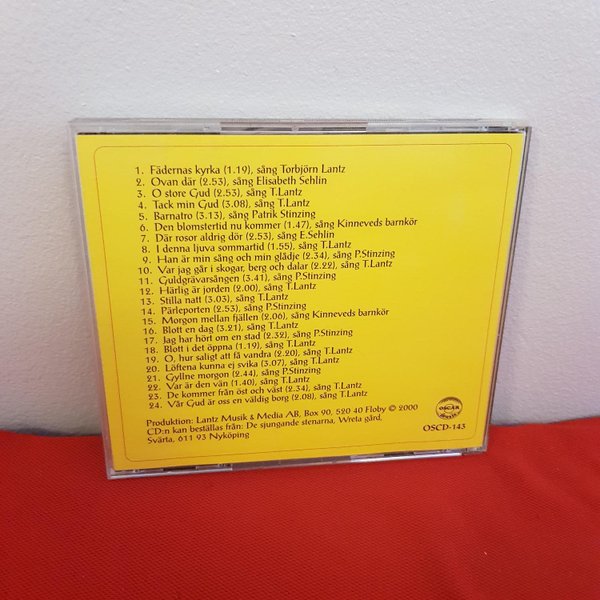 1. Fädernas kyrka (1.19), sång Torbjörn Lantz
2. Ovan där (2.53), sång Elisabeth Sehlin
3. O store Gud (2.53), sång T.Lantz
4. Tack min Gud (3.08), sång T.Lantz
5. Barnatro (3.13), sång Patrik Stinzing
6. Den blomstertid nu kommer (1.47), sång Kinneveds barnkör
7. Där rosor aldrig dör (2.53), sång E.Sehlin
8. I denna ljuva sommartid (1.55), sång T.Lantz
9. Han är min sång och min glädje (2.34), sång P.Stinzing
10. Var jag går i skogar, berg och dalar (2.22), sång T.Lantz
11. Guldgrävarsången (3.41), sång P.Stinzing
12. Härlig är jorden (2.00), sång T.Lantz
13. Stilla natt (3.03), sång T.Lantz
14. Pärleporten (2.53), sång P.Stinzing
15. Morgon mellan fjällen (2.06), sång Kinneveds barnkör
16. Blott en dag (3.21), sång T.Lantz
17. Jag har hört om en stad (2.32), sång P.Stinzing
18. Blott i det öppna (1.19), sång T.Lantz
19. O, hur saligt att få vandra (2.20), sång T.Lantz
20. Löftena kunna ej svika (3.07), sång T.Lantz
21. Gyllne morgon (2.44), sång P.Stinzing
22. Var är den vän (1.40), sång T.Lantz
23. De kommer från öst och väst (2.34), sång T.Lantz
24. Vår Gud är oss en väldig borg (2.08), sång T.Lantz
Produktion: Lantz Musik & Media AB, Box 90, 520 40 Floby © 2000
CD:n kan beställas från: De sjungande stenarna, Wreta gård,
Svärta, 611 93 Nyköping
OSCAR
OSCD-143